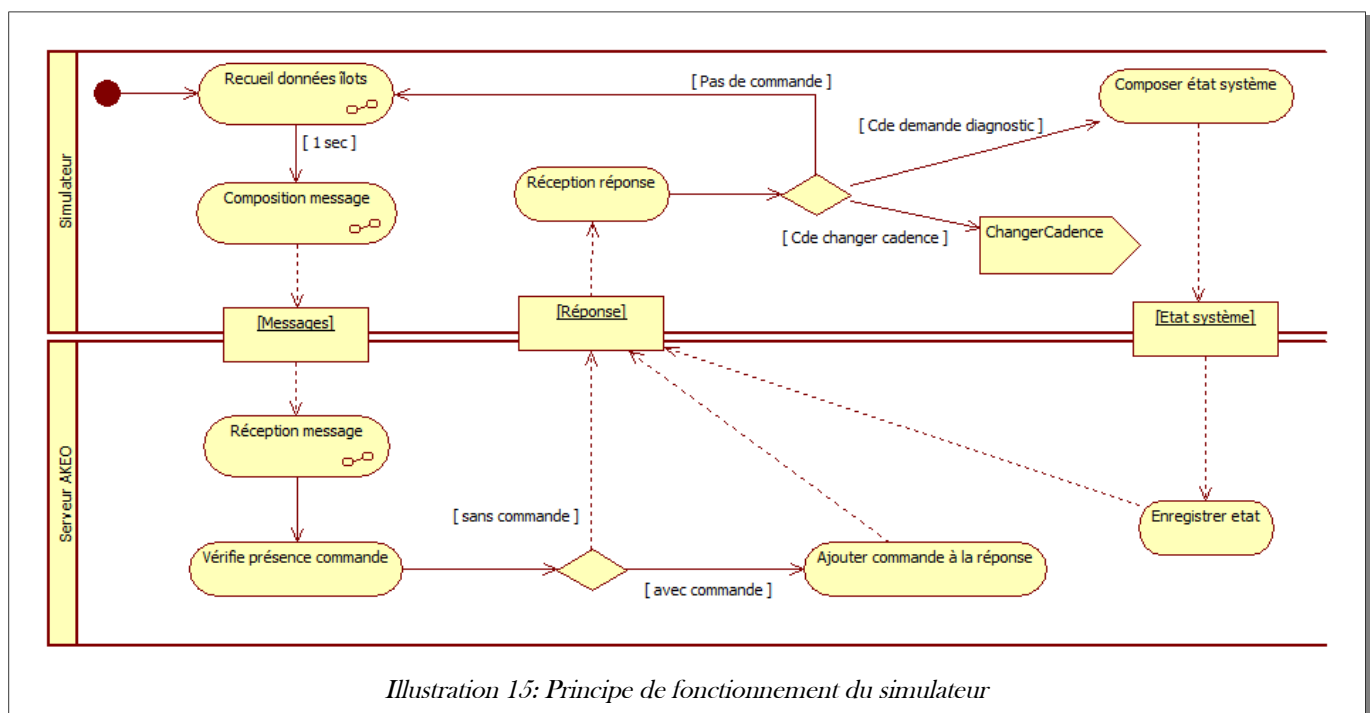 Simulateur
Recueil données îlots
[ Pas de commande ]
Composer état système
[ Cde demande diagnostic ]
[ 1 sec ]
Composition message
Réception réponse
[ Cde changer cadence ]
ChangerCadence
[Messages]
[Réponse]
[Etat système]
Serveur AKEO
Réception message
[ sans commande ]
Enregistrer etat
Vérifie présence commande
Ajouter commande à la réponse
[ avec commande ]
Illustration 15: Principe de fonctionnement du simulateur